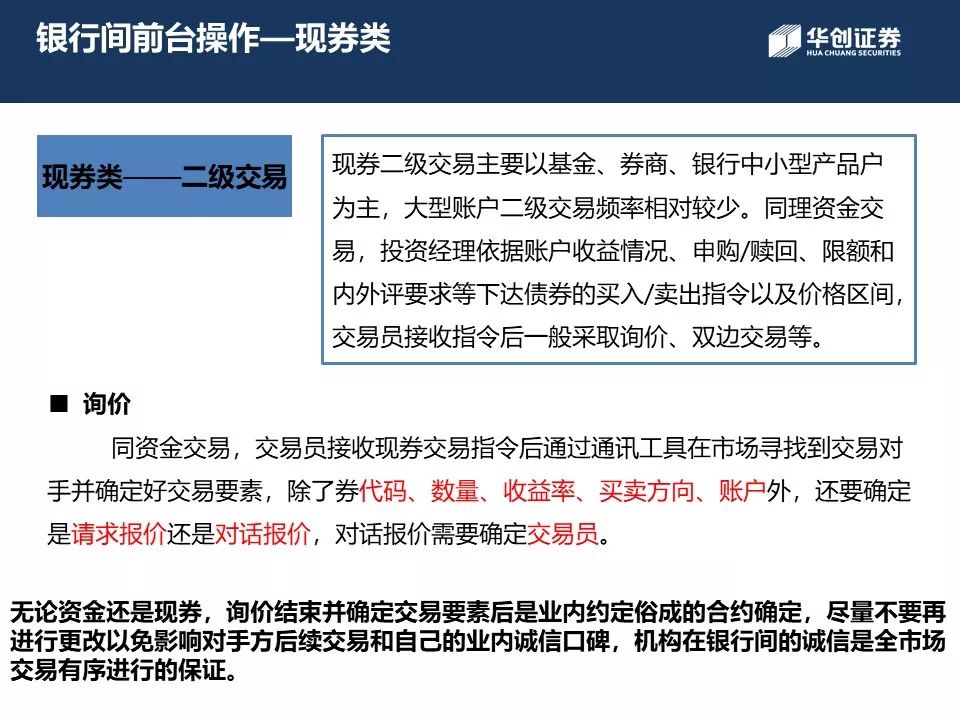 银行间前台操作—现券类
华创证券
HUA CHUANG SECURITIES
现券类——二级交易
现券二级交易主要以基金、券商、银行中小型产品户
为主，大型账户二级交易频率相对较少。同理资金交
易，投资经理依据账户收益情况、申购/赎回、限额和
内外评要求等下达债券的买入/卖出指令以及价格区间，
交易员接收指令后一般采取询价、双边交易等。
■ 询价
同资金交易，交易员接收现券交易指令后通过通讯工具在市场寻找到交易对
手并确定好交易要素，除了券代码、数量、收益率、买卖方向、账户外，还要确定
是请求报价还是对话报价，对话报价需要确定交易员。
无论资金还是现券，询价结束并确定交易要素后是业内约定俗成的合约确定，尽量不要再
进行更改以免影响对手方后续交易和自己的业内诚信口碑，机构在银行间的诚信是全市场
交易有序进行的保证。